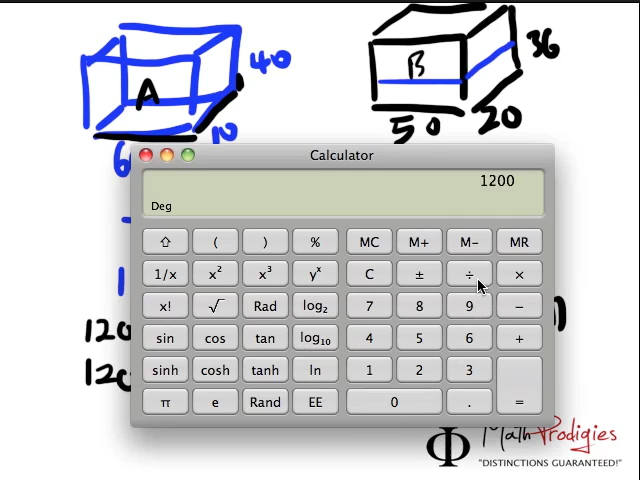 A
40
10
B
36
50
20
Calculator
1200
Deg
( ) % MC M+ M- MR
1/x x² x³ yˣ C ± ÷ ×
x! √ Rad log₂ 7 8 9 −
sin cos tan log₁₀ 4 5 6 +
sinh cosh tanh ln 1 2 3
π e Rand EE 0 . =
120
120
Φ Math Prodigies
"DISTINCTIONS GUARANTEED!"